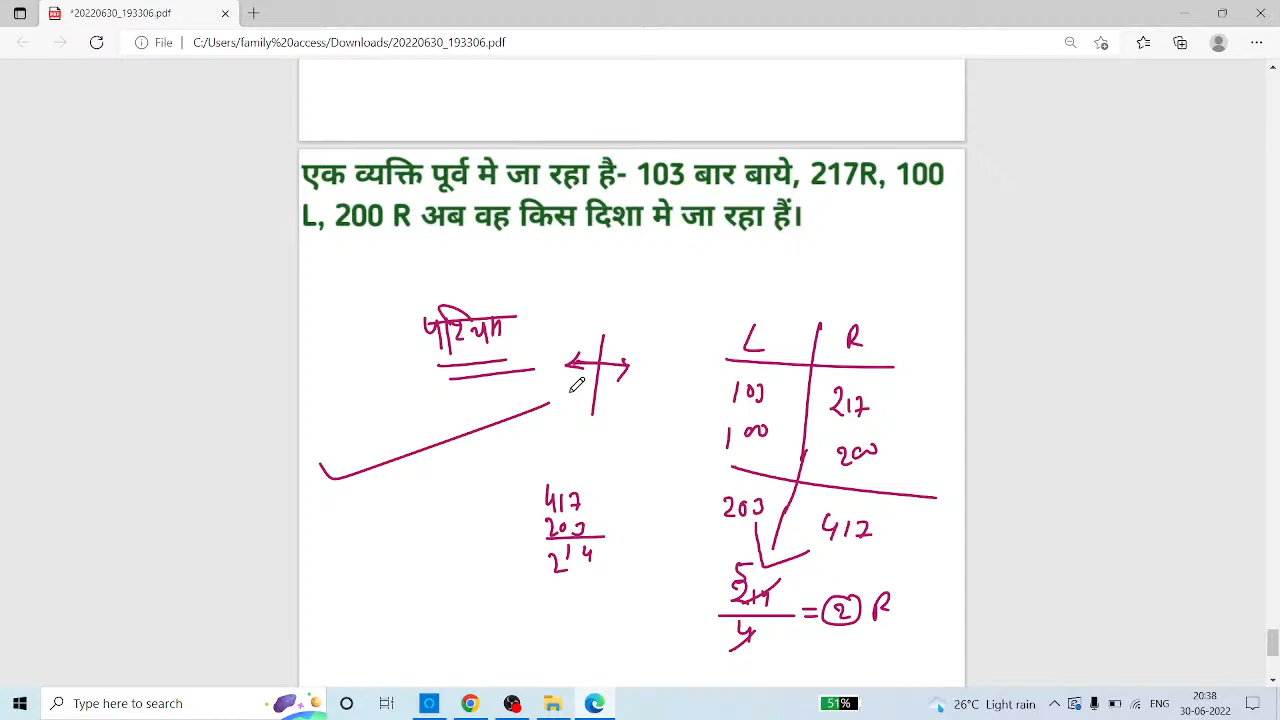 *20220630_193306.pdf
File C:/Users/family%20access/Downloads/20220630_193306.pdf
एक व्यक्ति पूर्व मे जा रहा है- 103 बार बाये, 217R, 100
L, 200 R अब वह किस दिशा मे जा रहा हैं।
पश्चिम
L R
103 217
100 200
203 417
417
203
214
214
4 = 2 R
Type here to search
51%
26°C Light rain
ENG
20:38
30-06-2022